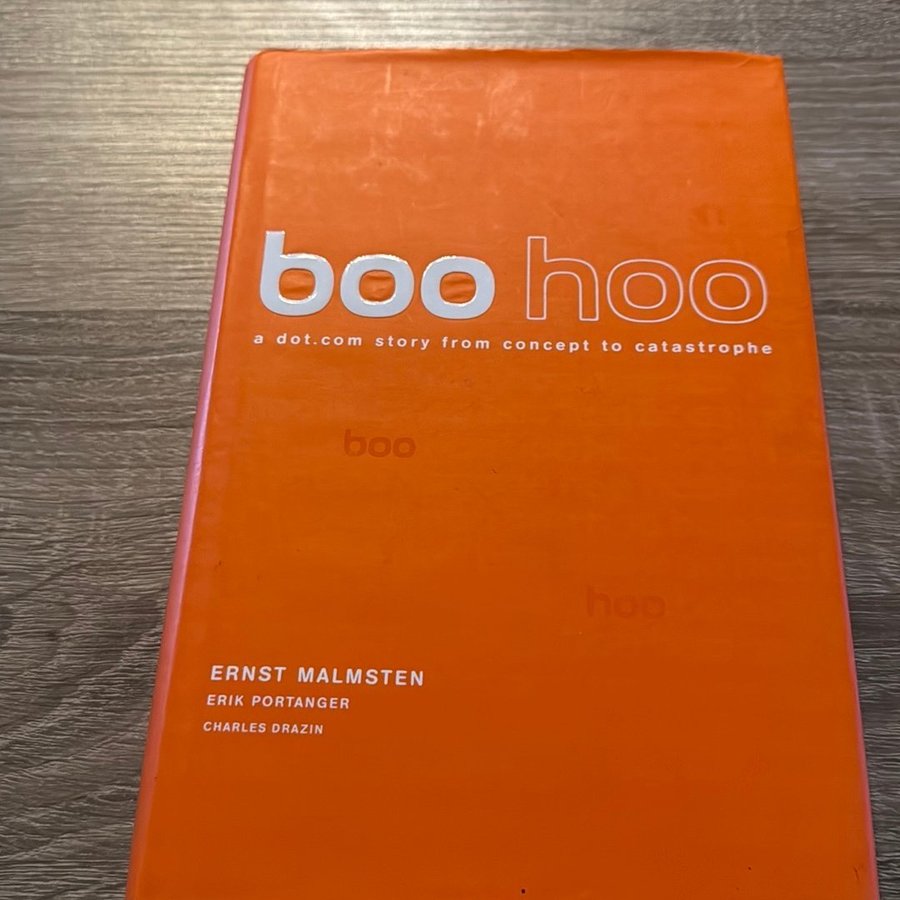 boo hoo
a dot.com story from concept to catastrophe
boo
hoo
ERNST MALMSTEN
ERIK PORTANGER
CHARLES DRAZIN